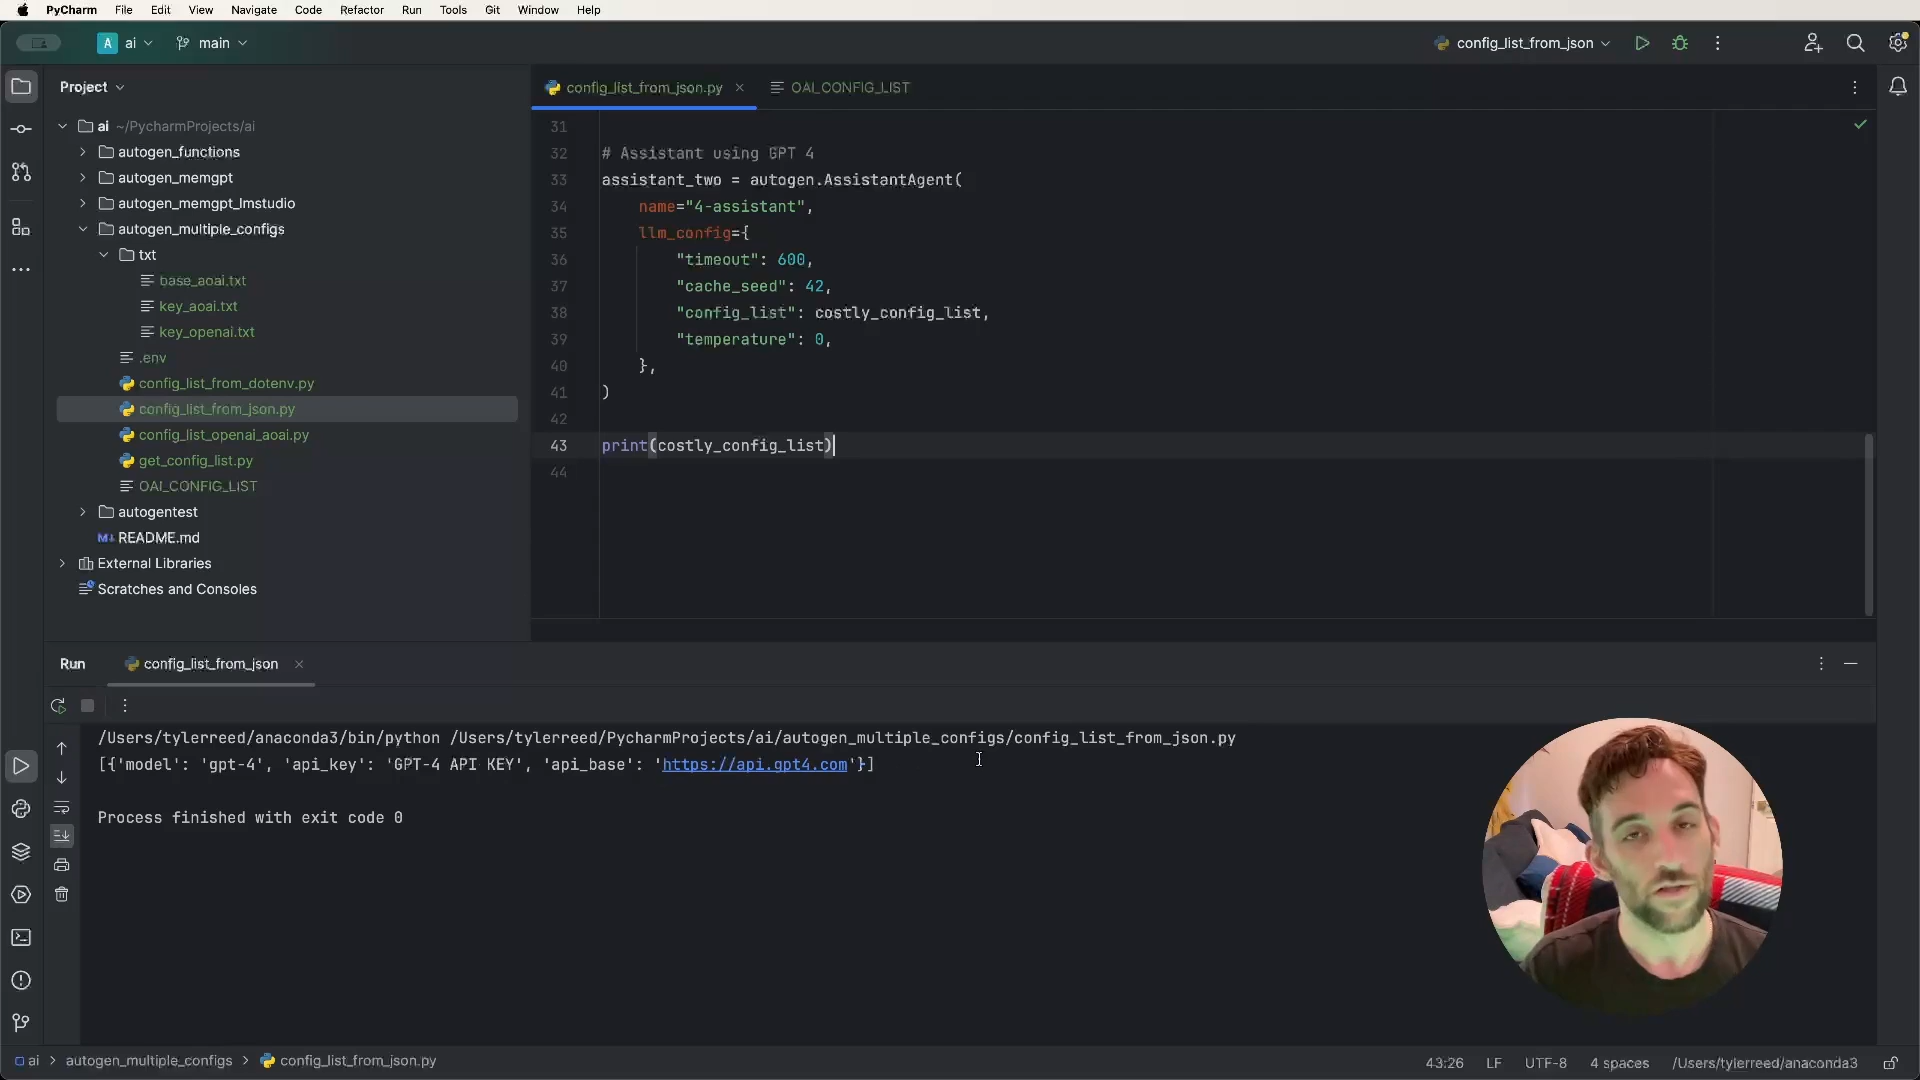 PyCharm File Edit View Navigate Code Refactor Run Tools Git Window Help
A ai main config_list_from_json
Project
config_list_from_json.py
OAI_CONFIG_LIST
ai ~/PycharmProjects/ai
autogen_functions
autogen_memgpt
autogen_memgpt_lmstudio
autogen_multiple_configs
txt
base_aoai.txt
key_aoai.txt
key_openai.txt
.env
config_list_from_dotenv.py
config_list_from_json.py
config_list_openai_aoai.py
get_config_list.py
OAI_CONFIG_LIST
autogentest
M↓ README.md
External Libraries
Scratches and Consoles
31
32 # Assistant using GPT 4
33 assistant_two = autogen.AssistantAgent(
34 name="4-assistant",
35 llm_config={
36 "timeout": 600,
37 "cache_seed": 42,
38 "config_list": costly_config_list,
39 "temperature": 0,
40 },
41 )
42
43 print(costly_config_list)
44
Run config_list_from_json
/Users/tylerreed/anaconda3/bin/python /Users/tylerreed/PycharmProjects/ai/autogen_multiple_configs/config_list_from_json.py
[{'model': 'gpt-4', 'api_key': 'GPT-4 API KEY', 'api_base': 'https://api.gpt4.com'}]
Process finished with exit code 0
ai > autogen_multiple_configs > config_list_from_json.py
43:26 LF UTF-8 4 spaces /Users/tylerreed/anaconda3